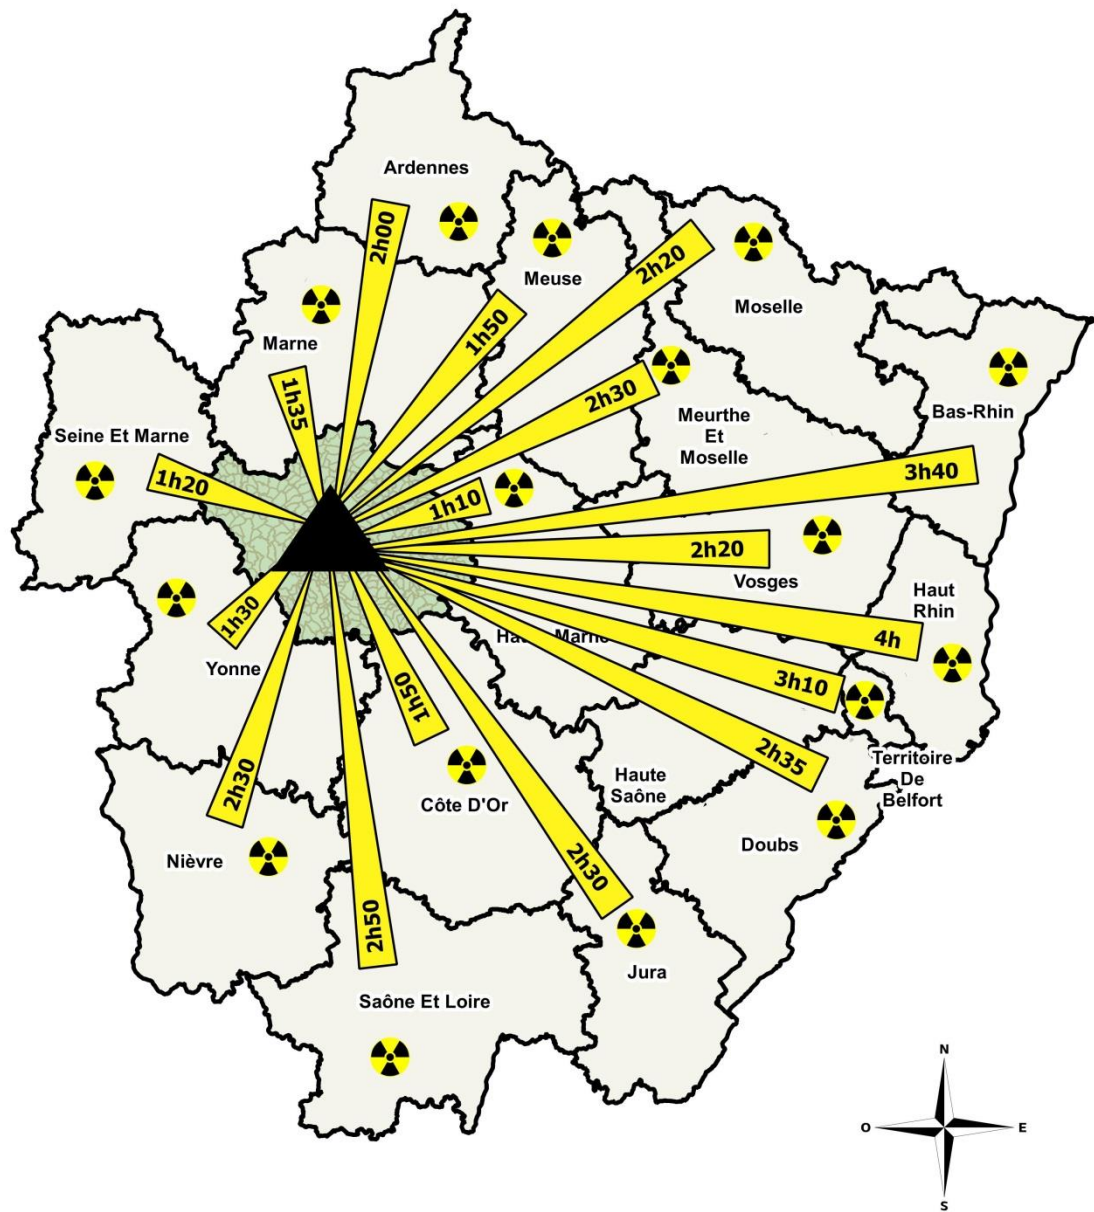 Ardennes
2h00
Meuse
2h20
Moselle
Marne
1h50
1h35
2h30
Meurthe
Et
Moselle
Bas-Rhin
Seine Et Marne
1h20
3h40
1h10
2h20
Vosges
Haut
Rhin
1h30
Yonne
Haute Marne
4h
3h10
1h50
2h35
Territoire
De
Belfort
Haute
Saône
2h30
Côte D'Or
Doubs
Nièvre
2h30
2h50
Jura
Saône Et Loire
N
O
E
S